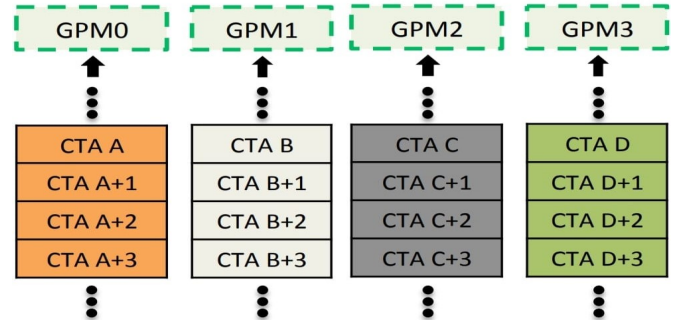 GPM0 GPM1 GPM2 GPM3
CTA A CTA B CTA C CTA D
CTA A+1 CTA B+1 CTA C+1 CTA D+1
CTA A+2 CTA B+2 CTA C+2 CTA D+2
CTA A+3 CTA B+3 CTA C+3 CTA D+3